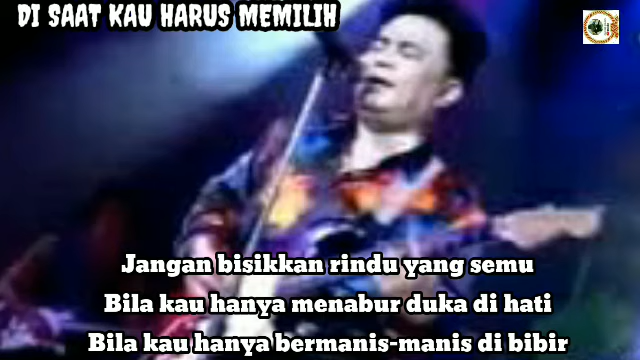 DI SAAT KAU HARUS MEMILIH
Jangan bisikkan rindu yang semu
Bila kau hanya menabur duka di hati
Bila kau hanya bermanis-manis di bibir